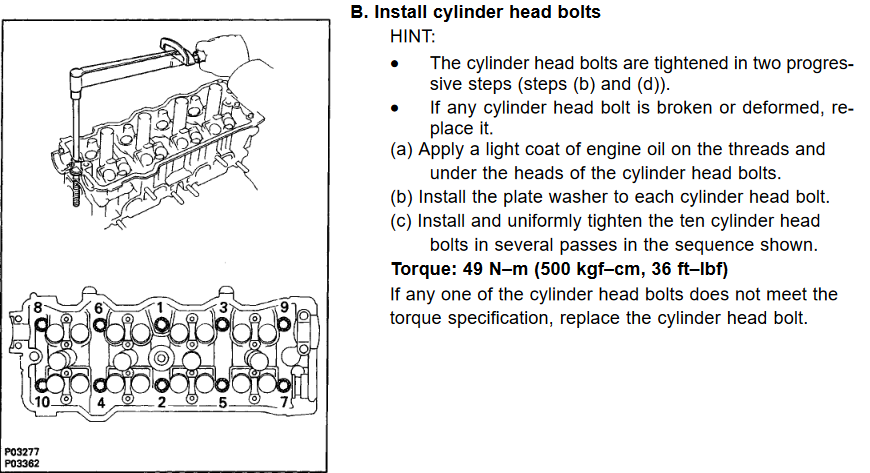 B. Install cylinder head bolts
HINT:
• The cylinder head bolts are tightened in two progres–
sive steps (steps (b) and (d)).
• If any cylinder head bolt is broken or deformed, re–
place it.
(a) Apply a light coat of engine oil on the threads and
under the heads of the cylinder head bolts.
(b) Install the plate washer to each cylinder head bolt.
(c) Install and uniformly tighten the ten cylinder head
bolts in several passes in the sequence shown.
Torque: 49 N–m (500 kgf–cm, 36 ft–lbf)
If any one of the cylinder head bolts does not meet the
torque specification, replace the cylinder head bolt.
8 6 1 3 9
10 4 2 5 7
P03277
P03362